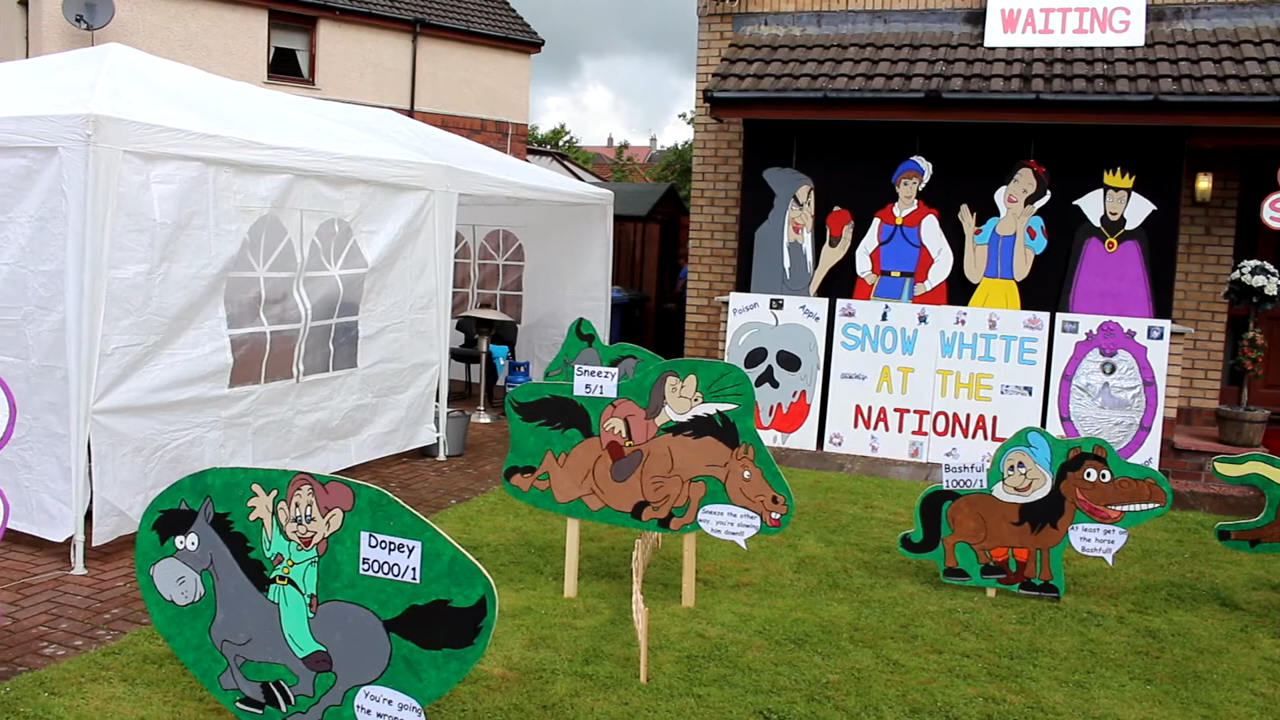 WAITING
Poison Apple
SNOW WHITE
AT THE
NATIONAL
Sneezy
5/1
Sneeze the other
way, you're slowing
him down!!!
Bashful
1000/1
At least get on
the horse
Bashful!
Dopey
5000/1
You're going
the wrong
S